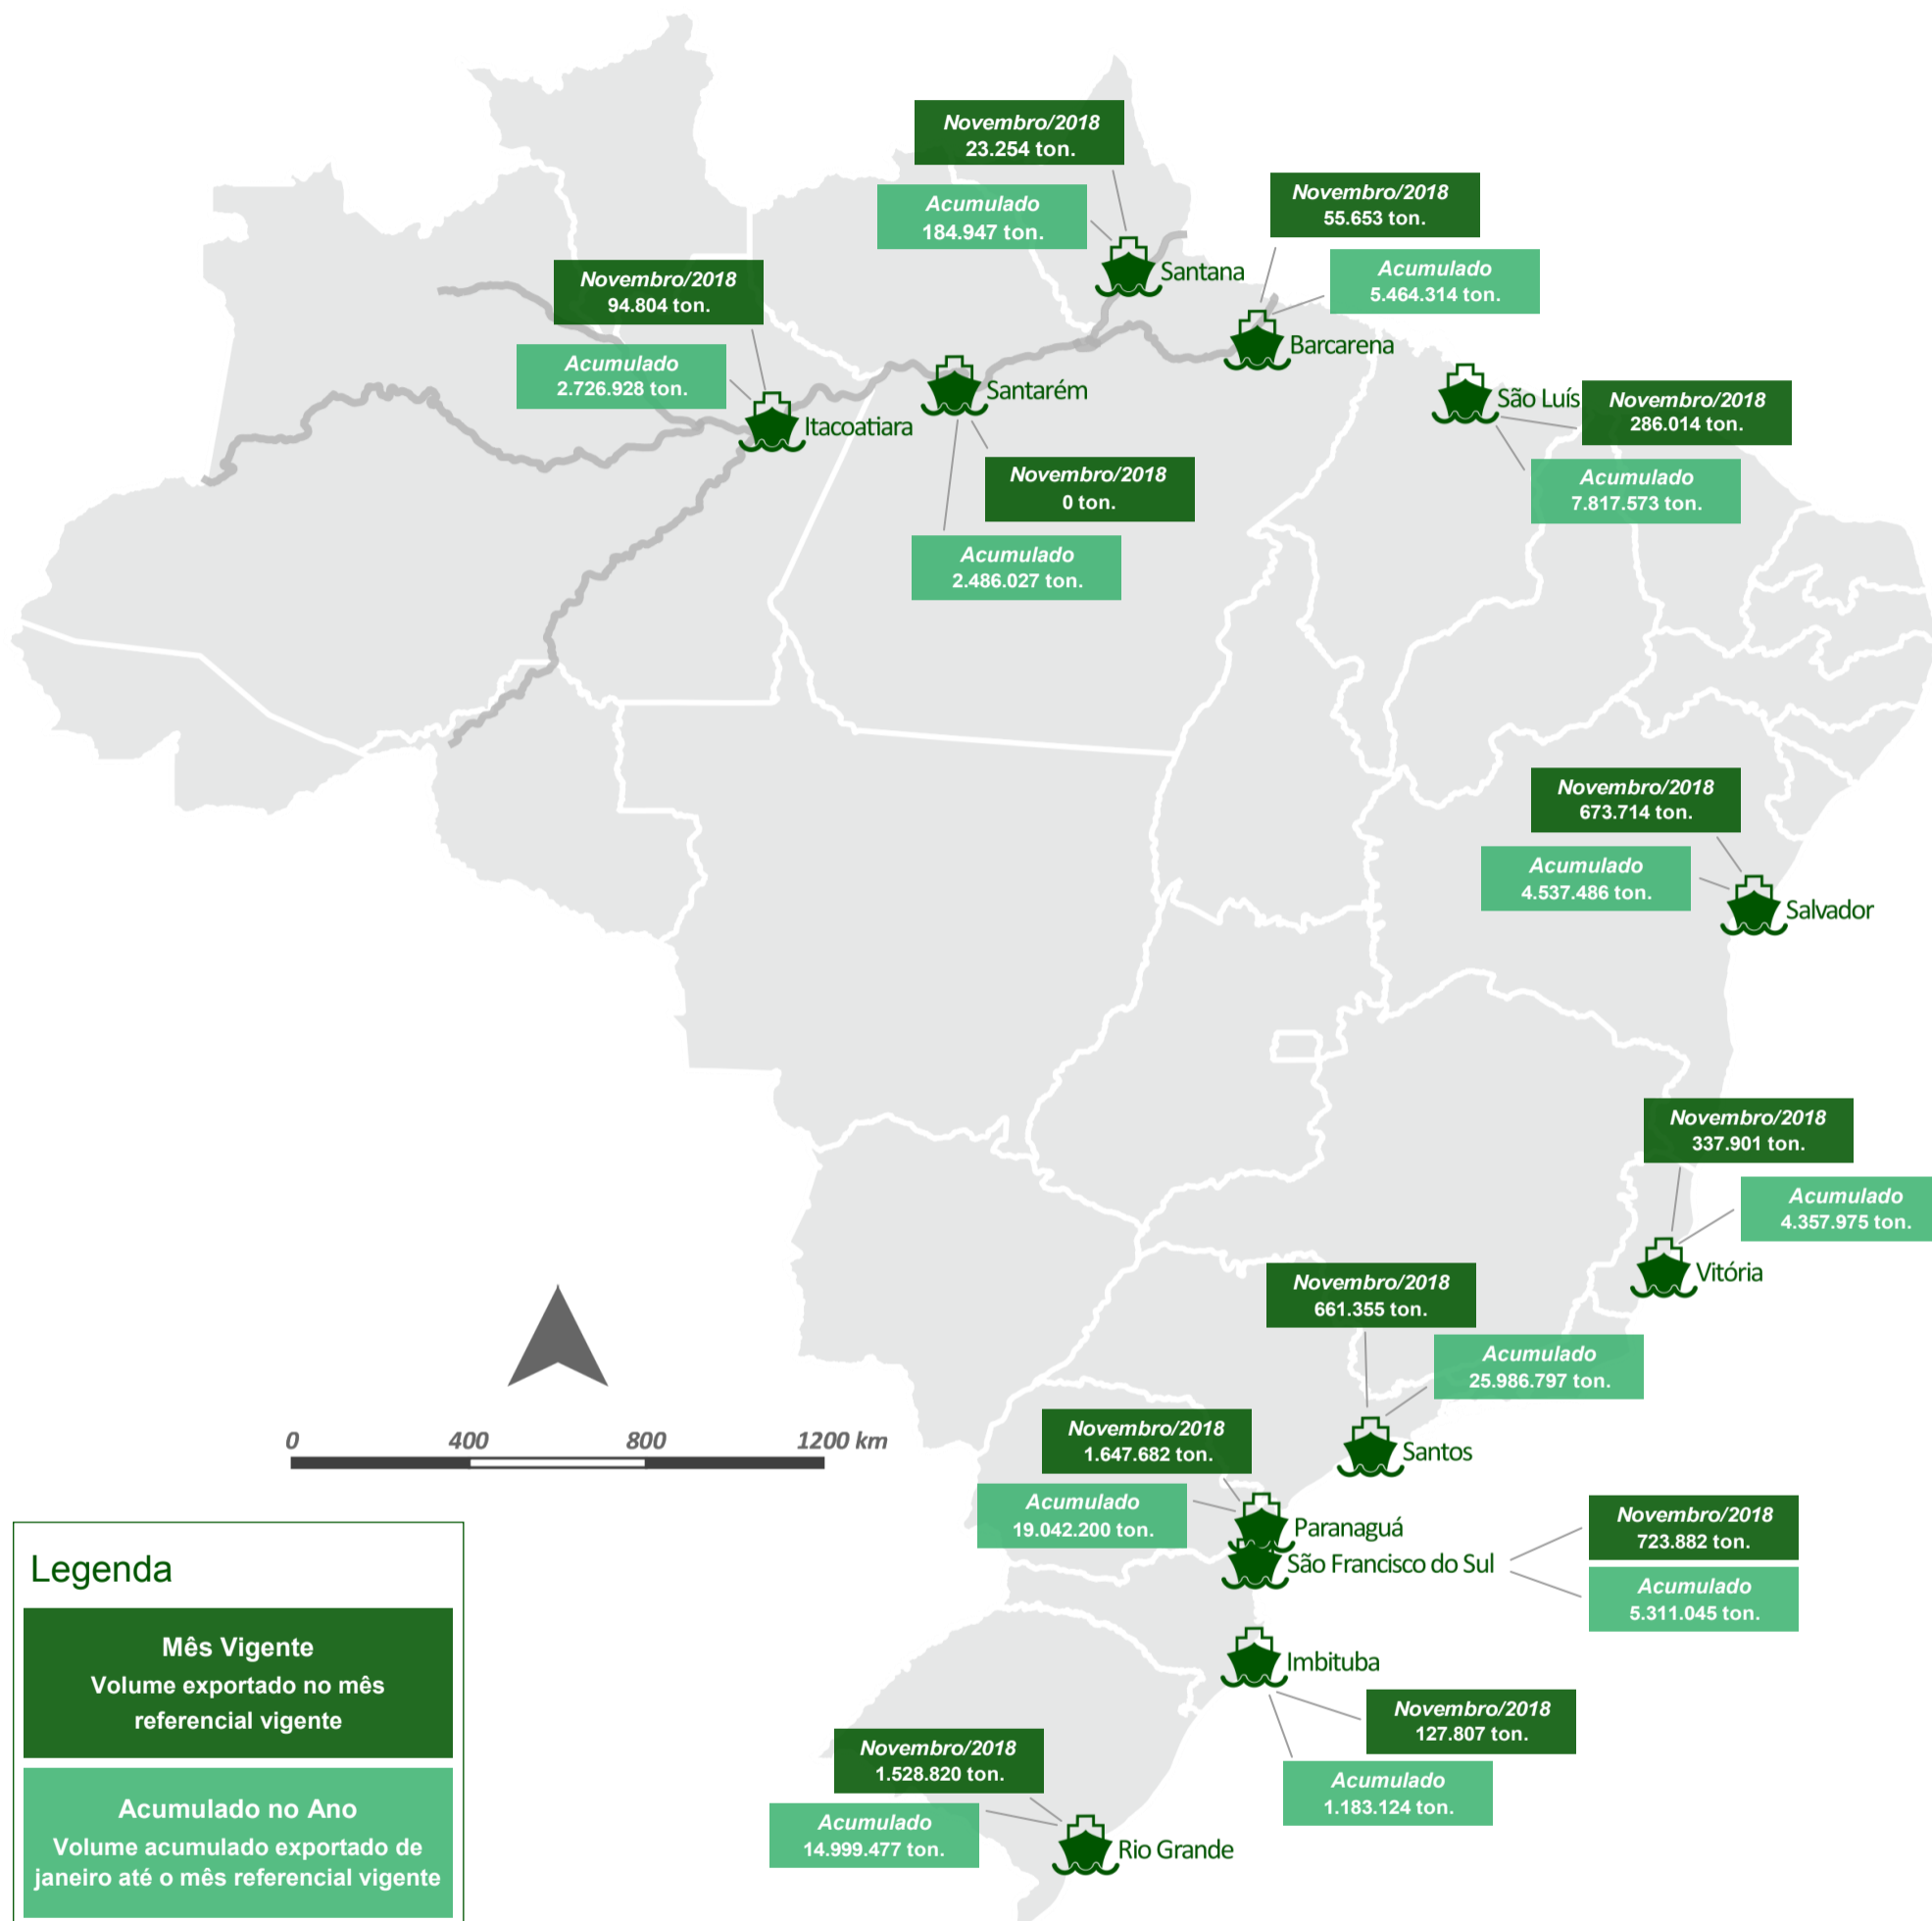 Novembro/2018
23.254 ton.
Acumulado
184.947 ton.
Santana
Novembro/2018
55.653 ton.
Acumulado
5.464.314 ton.
Barcarena
Novembro/2018
94.804 ton.
Acumulado
2.726.928 ton.
Itacoatiara
Santarém
Novembro/2018
0 ton.
Acumulado
2.486.027 ton.
São Luís
Novembro/2018
286.014 ton.
Acumulado
7.817.573 ton.
Novembro/2018
673.714 ton.
Acumulado
4.537.486 ton.
Salvador
Novembro/2018
337.901 ton.
Acumulado
4.357.975 ton.
Vitória
Novembro/2018
661.355 ton.
Acumulado
25.986.797 ton.
Santos
Novembro/2018
1.647.682 ton.
Acumulado
19.042.200 ton.
Paranaguá
São Francisco do Sul
Novembro/2018
723.882 ton.
Acumulado
5.311.045 ton.
Imbituba
Novembro/2018
127.807 ton.
Acumulado
1.183.124 ton.
Novembro/2018
1.528.820 ton.
Acumulado
14.999.477 ton.
Rio Grande
0 400 800 1200 km
Legenda
Mês Vigente
Volume exportado no mês
referencial vigente
Acumulado no Ano
Volume acumulado exportado de
janeiro até o mês referencial vigente